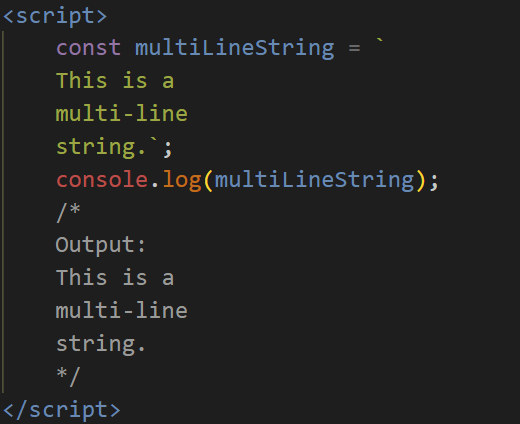 <script>
    const multiLineString = `
    This is a
    multi-line
    string.`;
    console.log(multiLineString);
    /*
    Output:
    This is a
    multi-line
    string.
    */
</script>